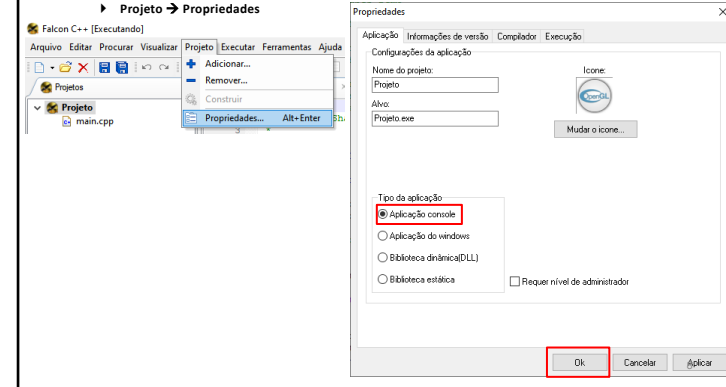 Projeto → Propriedades
Falcon C++ [Executando]
Arquivo Editar Procurar Visualizar Projeto Executar Ferramentas Ajuda
Adicionar...
Remover...
Construir
Propriedades... Alt+Enter
Projetos
Projeto
main.cpp
3
Propriedades
Aplicação Informações de versão Compilador Execução
Configurações da aplicação
Nome do projeto:
Projeto
Alvo:
Projeto.exe
Icone:
OpenGL
Mudar o icone...
Tipo da aplicação
Aplicação console
Aplicação do windows
Biblioteca dinâmica(DLL)
Biblioteca estática
Requer nível de administrador
Ok Cancelar Aplicar